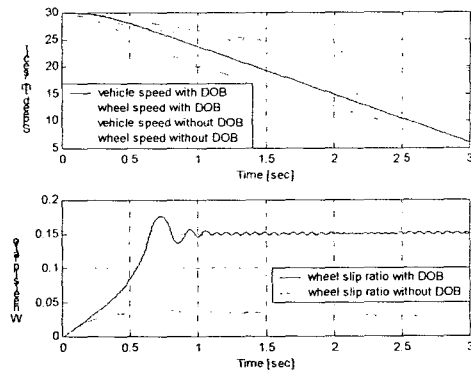 30
25
20
15
10
5
vehicle speed with DOB
wheel speed with DOB
vehicle speed without DOB
wheel speed without DOB
0 0.5 1 1.5 2 2.5 3
Time [sec]
0.2
0.15
0.1
0.05
0
wheel slip ratio with DOB
wheel slip ratio without DOB
0 0.5 1 1.5 2 2.5 3
Time [sec]